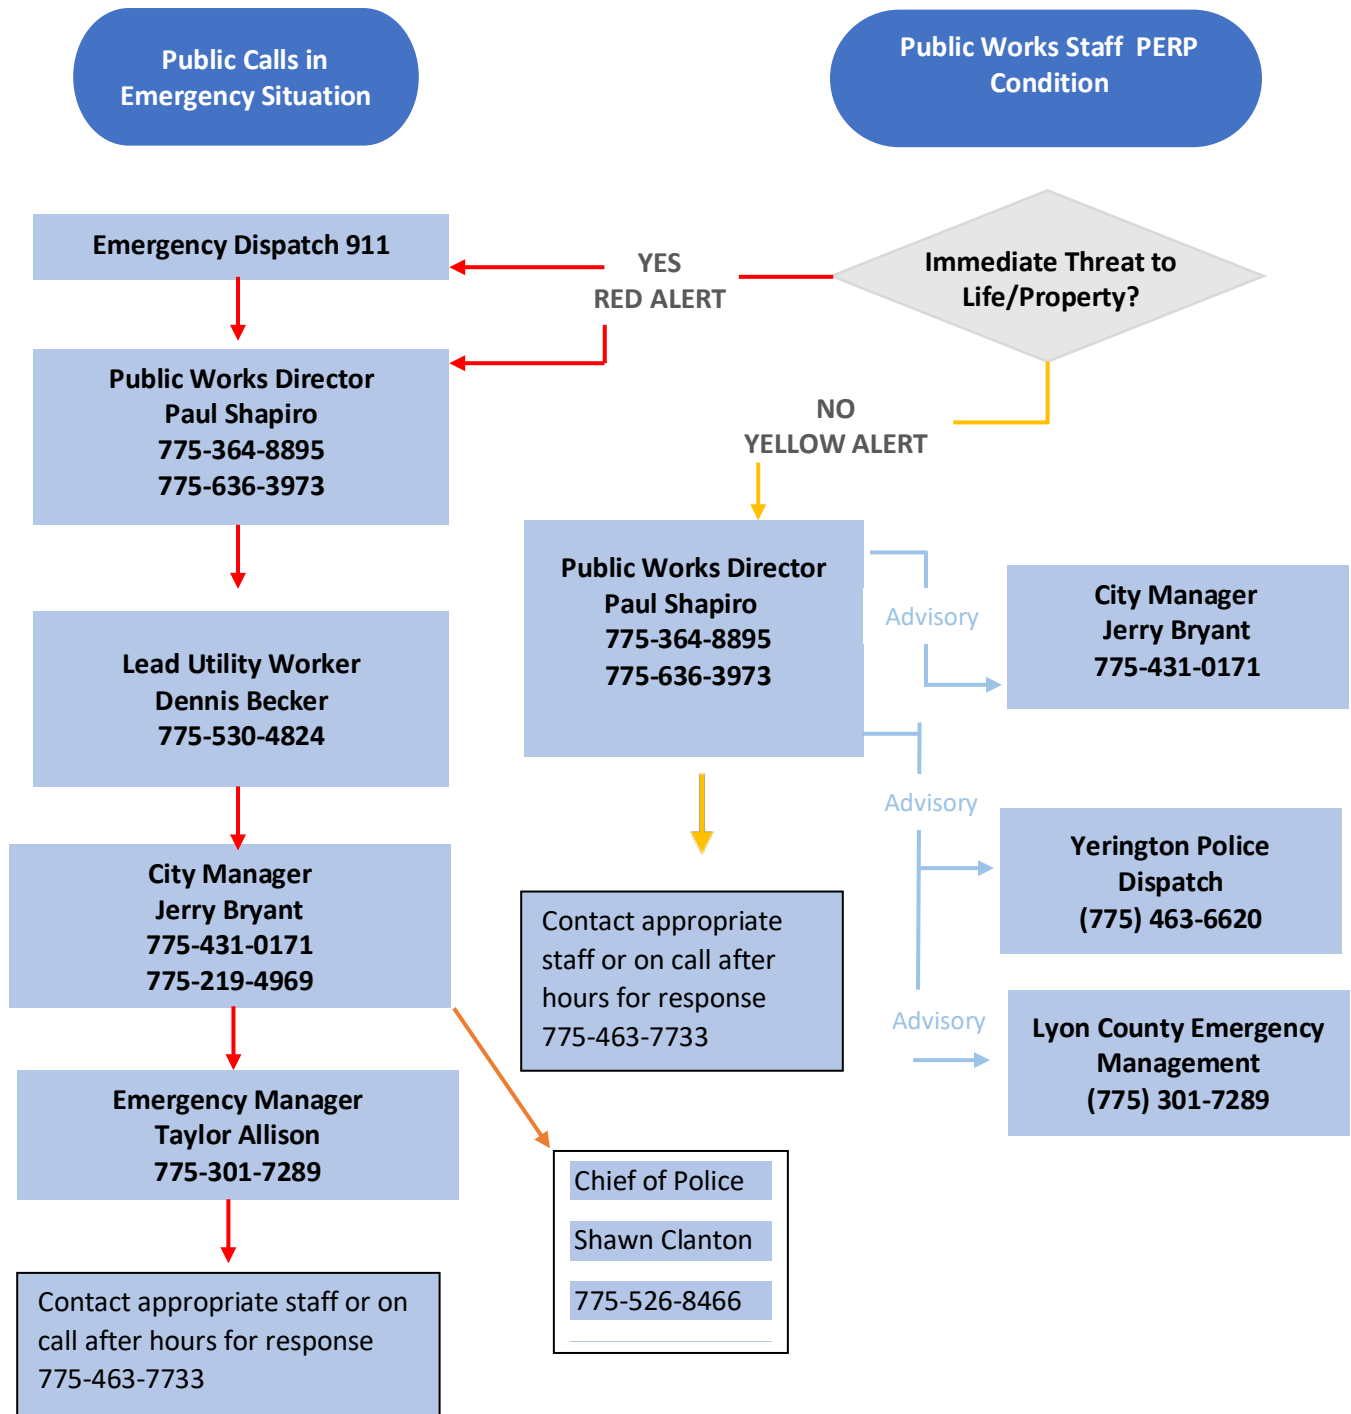 Public Calls in
Emergency Situation
Public Works Staff PERP
Condition
Emergency Dispatch 911
YES
RED ALERT
Immediate Threat to
Life/Property?
Public Works Director
Paul Shapiro
775-364-8895
775-636-3973
NO
YELLOW ALERT
Public Works Director
Paul Shapiro
775-364-8895
775-636-3973
Advisory
City Manager
Jerry Bryant
775-431-0171
Lead Utility Worker
Dennis Becker
775-530-4824
Advisory
Yerington Police
Dispatch
(775) 463-6620
City Manager
Jerry Bryant
775-431-0171
775-219-4969
Contact appropriate
staff or on call after
hours for response
775-463-7733
Advisory
Lyon County Emergency
Management
(775) 301-7289
Emergency Manager
Taylor Allison
775-301-7289
Chief of Police
Shawn Clanton
775-526-8466
Contact appropriate staff or on
call after hours for response
775-463-7733